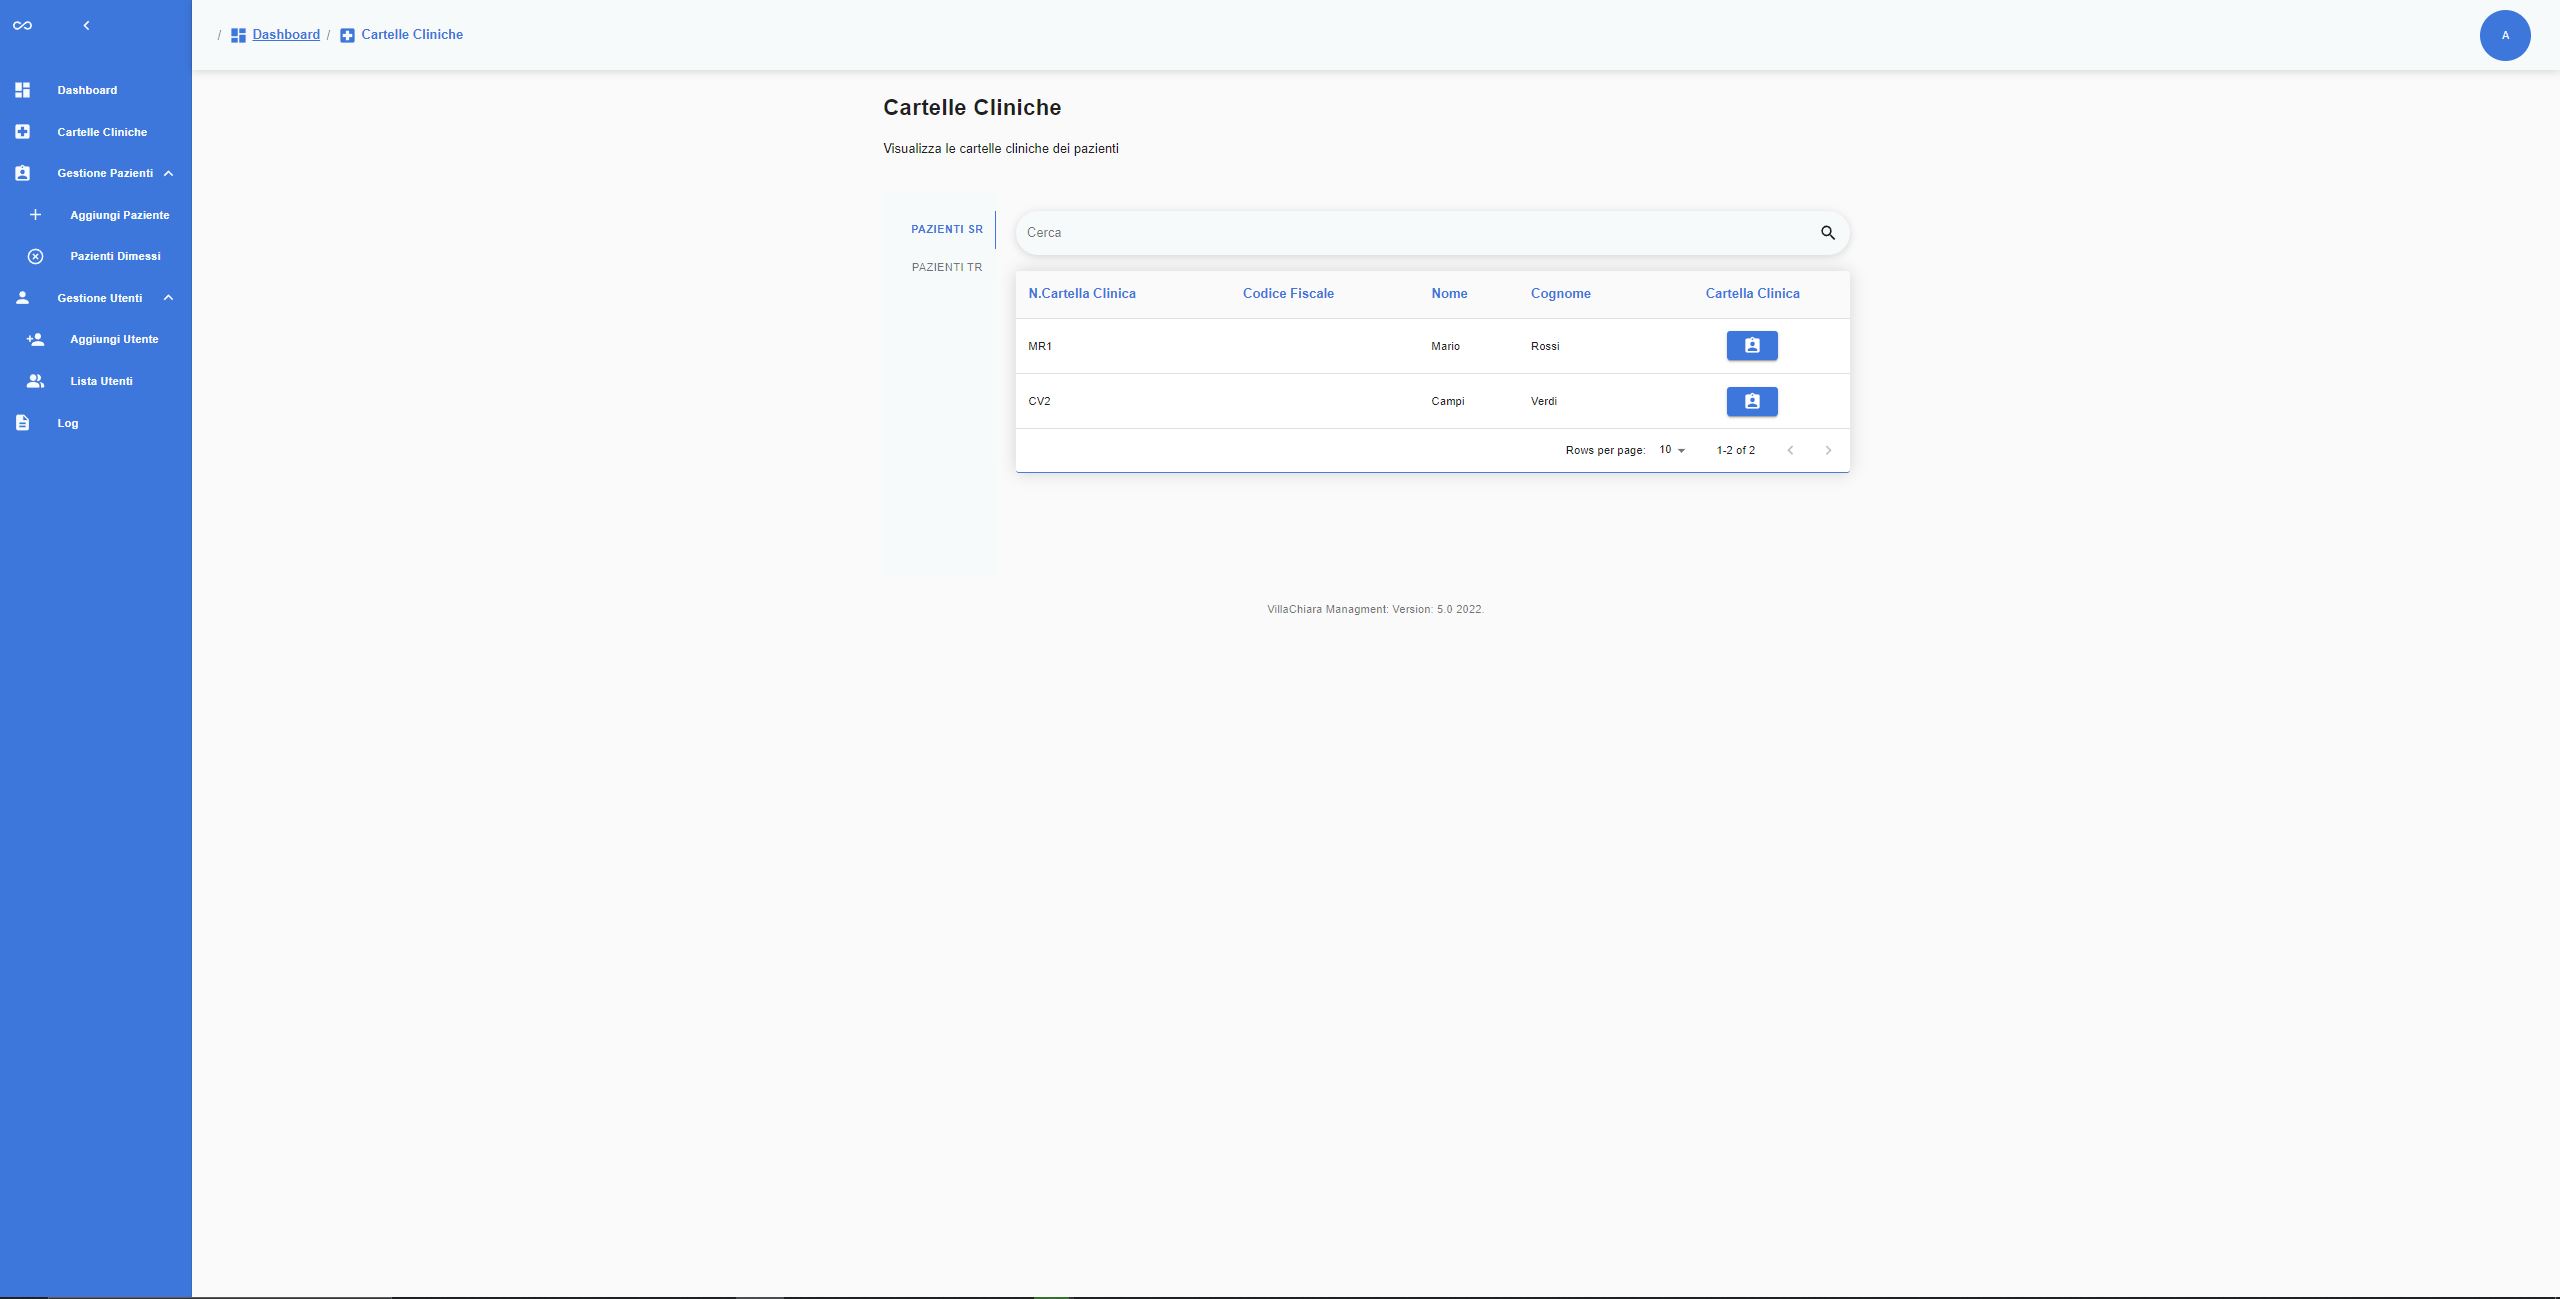 / Dashboard / Cartelle Cliniche
A
Dashboard
Cartelle Cliniche
Gestione Pazienti
Aggiungi Paziente
Pazienti Dimessi
Gestione Utenti
Aggiungi Utente
Lista Utenti
Log
Cartelle Cliniche
Visualizza le cartelle cliniche dei pazienti
PAZIENTI SR
PAZIENTI TR
Cerca
N.Cartella Clinica Codice Fiscale Nome Cognome Cartella Clinica
MR1 Mario Rossi
CV2 Campi Verdi
Rows per page: 10 1-2 of 2
VillaChiara Managment: Version: 5.0 2022.